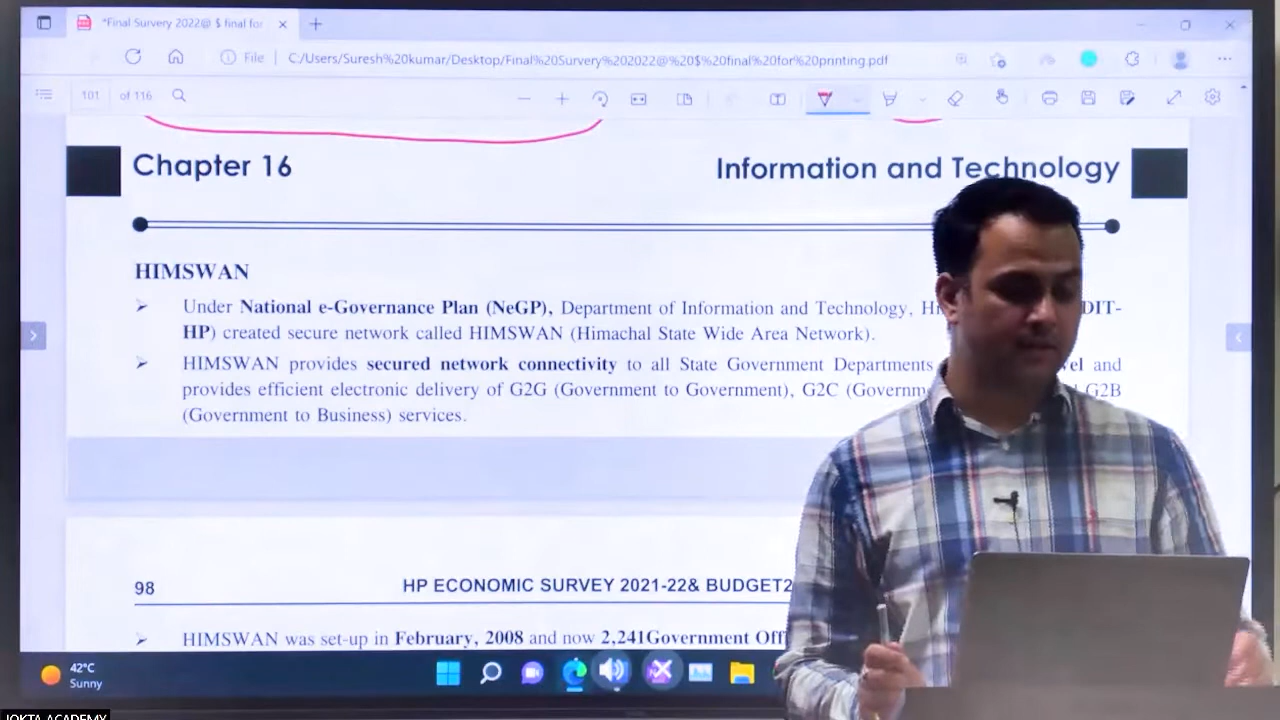 *Final Survery 2022@ $ final for
File C:/Users/Suresh%20kumar/Desktop/Final%20Survery%202022@%20$%20final%20for%20printing.pdf
101 of 116
Chapter 16 Information and Technology
HIMSWAN
➢ Under National e-Governance Plan (NeGP), Department of Information and Technology, DIT-
HP) created secure network called HIMSWAN (Himachal State Wide Area Network).
➢ HIMSWAN provides secured network connectivity to all State Government Departments and
provides efficient electronic delivery of G2G (Government to Government), G2C G2B
(Government to Business) services.
98 HP ECONOMIC SURVEY 2021-22& BUDGET2
➢ HIMSWAN was set-up in February, 2008 and now 2,241Government Off
42°C
Sunny
JOKTA ACADEMY